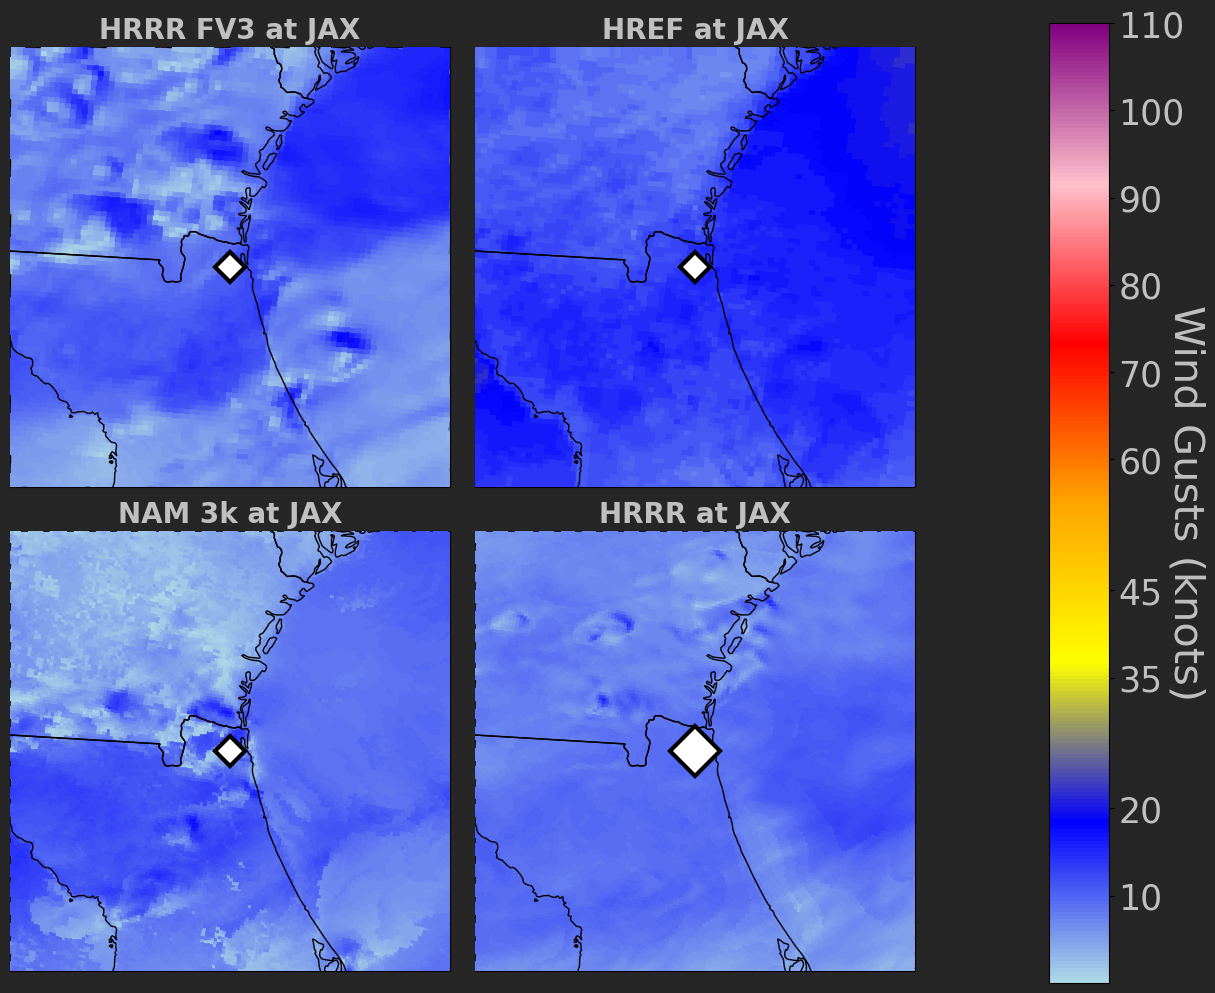 HRRR FV3 at JAX
HREF at JAX
NAM 3k at JAX
HRRR at JAX
110
100
90
80
70
60
45
35
20
10
Wind Gusts (knots)